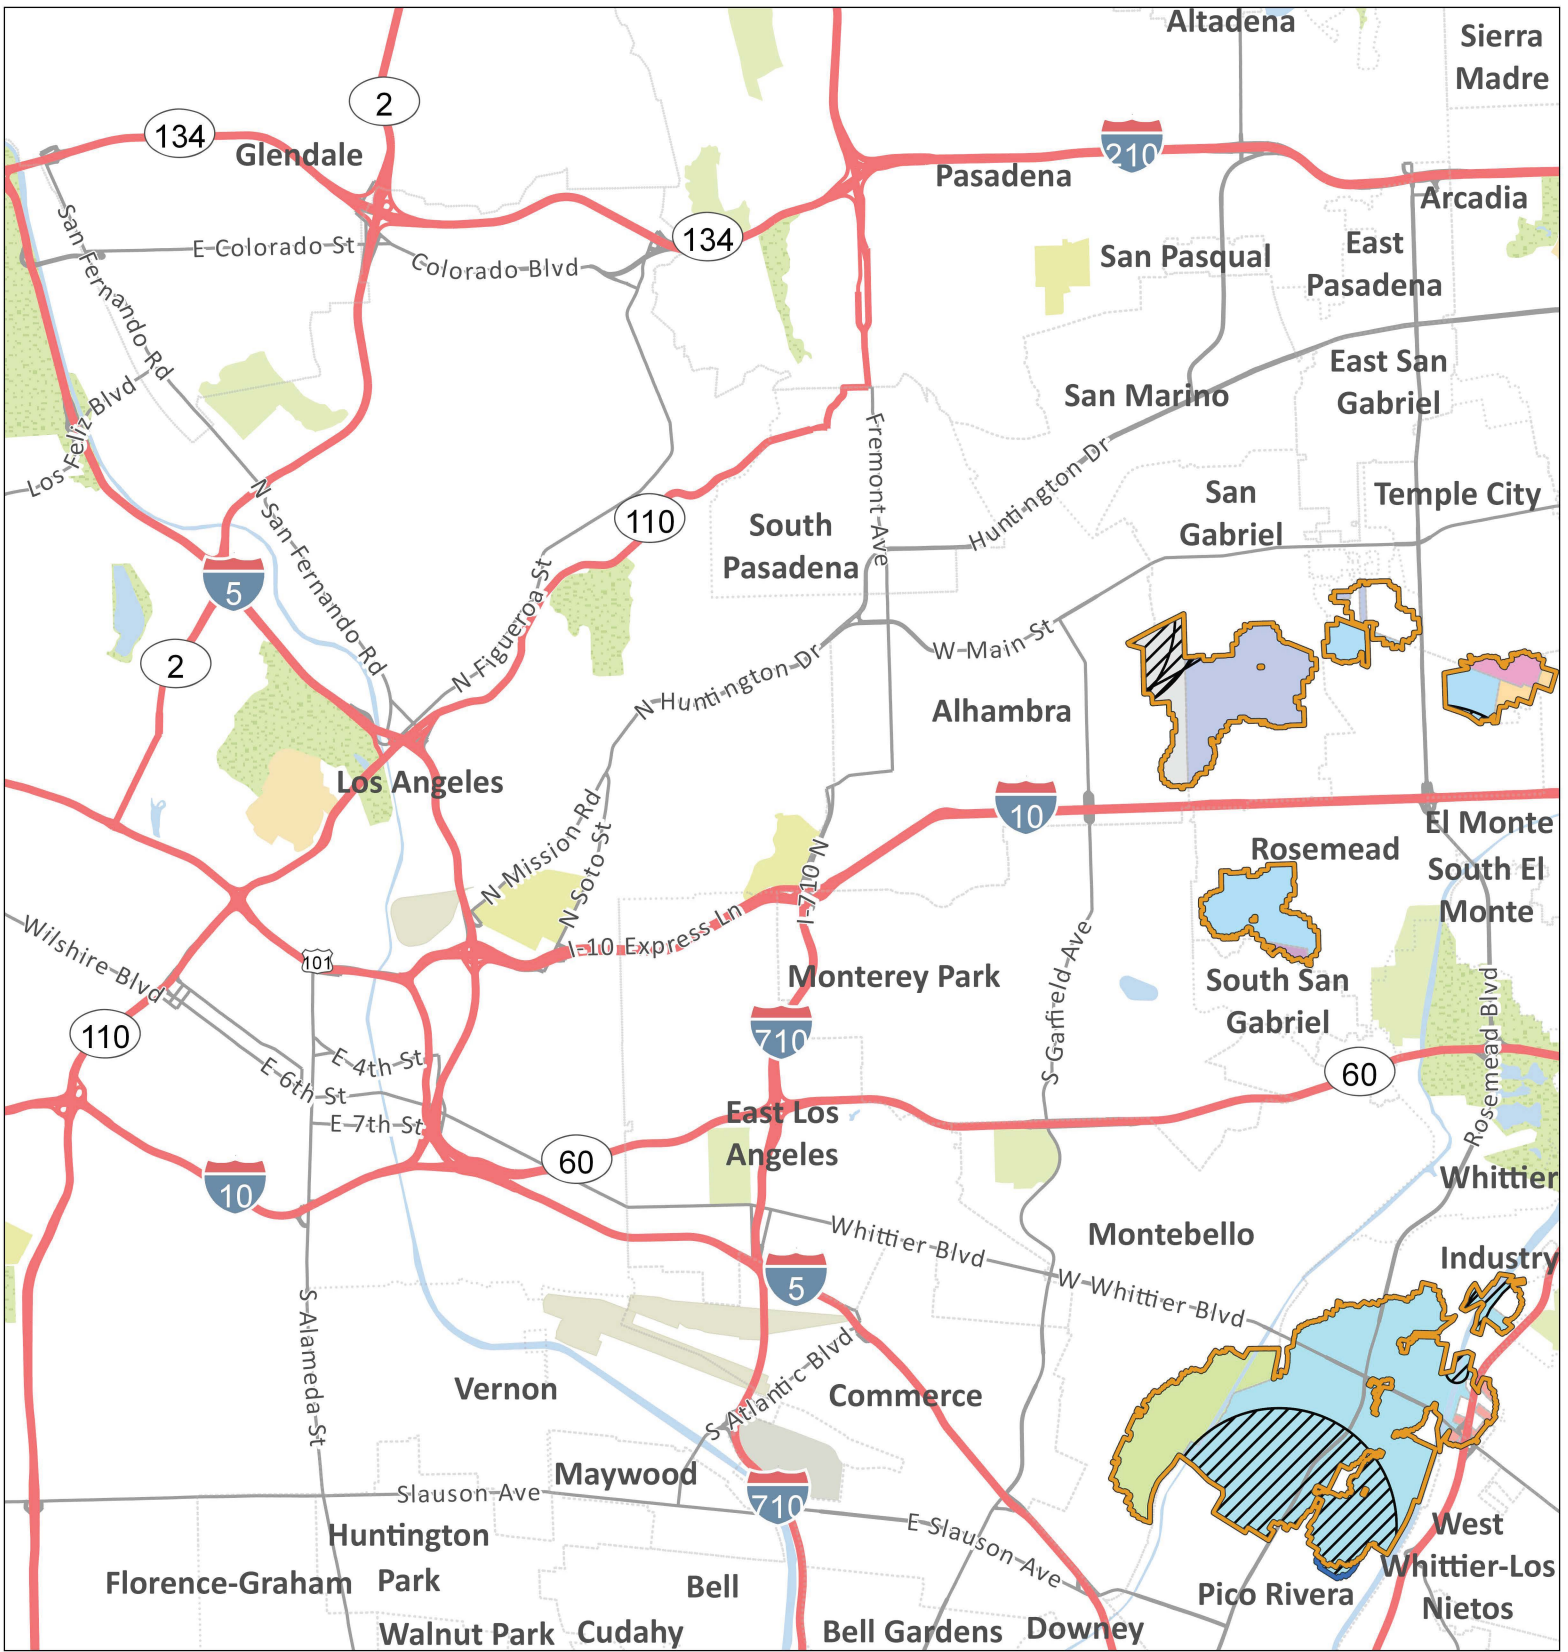 Altadena
Sierra
Madre
2
134
Glendale
210
Pasadena
Arcadia
San Fernando Rd
E Colorado St
Colorado Blvd
134
San Pasqual
East
Pasadena
East San
Gabriel
San Marino
Los Feliz Blvd
Fremont Ave
Huntington Dr
N San Fernando Rd
110
South
Pasadena
San
Gabriel
Temple City
5
N Figueroa St
2
W Main St
N Huntington Dr
Alhambra
Los Angeles
10
El Monte
Rosemead
South El
Monte
N Mission Rd
N Soto St
I-710 N
I-10 Express Ln
Wilshire Blvd
101
Monterey Park
S Garfield Ave
South San
Gabriel
Rosemead Blvd
110
710
E 4th St
E 6th St
E 7th St
60
East Los
Angeles
60
10
Whittier
Whittier Blvd
Montebello
Industry
5
W Whittier Blvd
S Alameda St
S Atlantic Blvd
Vernon
Commerce
Maywood
Slauson Ave
710
E Slauson Ave
Huntington
Park
West
Whittier-Los
Nietos
Florence-Graham
Bell
Pico Rivera
Walnut Park
Cudahy
Bell Gardens
Downey